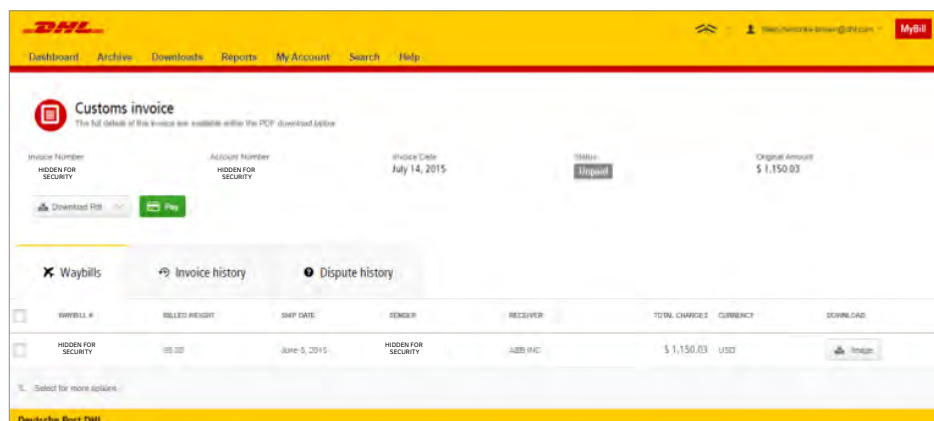 DHL
MyBill
Dashboard Archive Downloads Reports My Account Search Help
Customs invoice
The full details of this invoice are available within the PDF download below
Invoice Number Account Number Invoice Date Status Original Amount
HIDDEN FOR SECURITY HIDDEN FOR SECURITY July 14, 2015 Unpaid $ 1,150.03
Download Pdf Pay
Waybills Invoice history Dispute history
WAYBILL # BILLED WEIGHT SHIP DATE SENDER RECEIVER TOTAL CHARGES CURRENCY DOWNLOAD
HIDDEN FOR SECURITY June 5, 2015 HIDDEN FOR SECURITY ABB INC $ 1,150.03 USD Image
Select for more options
Deutsche Post DHL